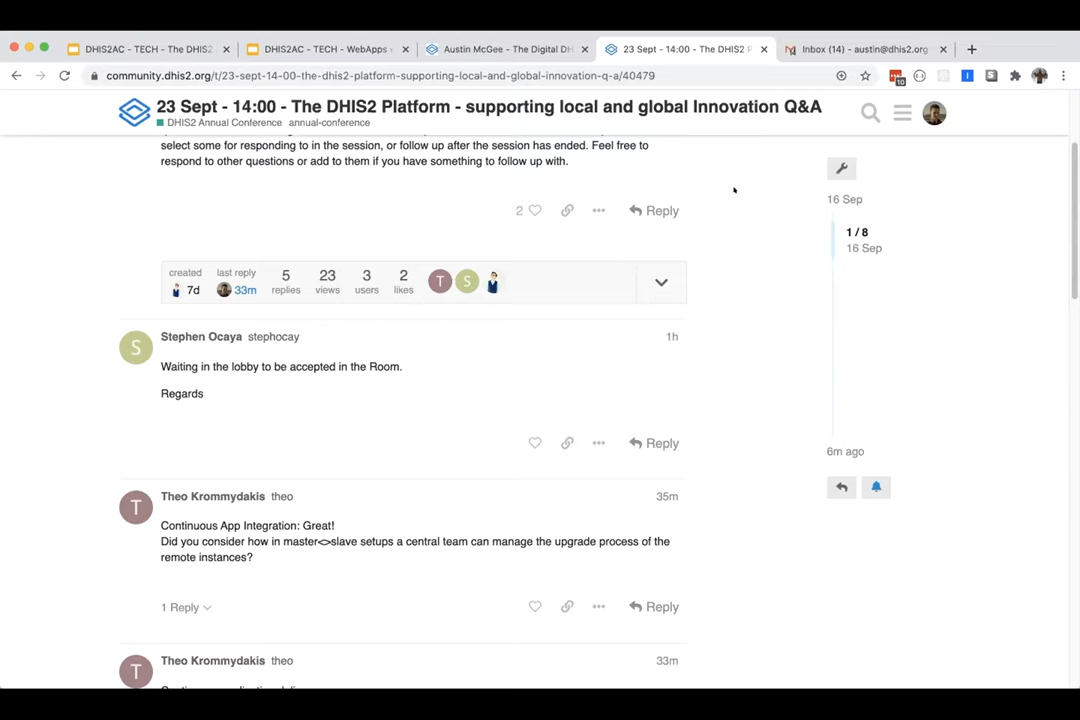 DHIS2AC - TECH - The DHIS2
DHIS2AC - TECH - WebApps
Austin McGee - The Digital DH
23 Sept - 14:00 - The DHIS2 P
Inbox (14) - austin@dhis2.org
community.dhis2.org/t/23-sept-14-00-the-dhis2-platform-supporting-local-and-global-innovation-q-a/40479
10
23 Sept - 14:00 - The DHIS2 Platform - supporting local and global Innovation Q&A
DHIS2 Annual Conference annual-conference
select some for responding to in the session, or follow up after the session has ended. Feel free to
respond to other questions or add to them if you have something to follow up with.
2 Reply
created last reply 5 23 3 2
7d 33m replies views users likes
T S
16 Sep
1 / 8
16 Sep
6m ago
S
Stephen Ocaya stephocay 1h
Waiting in the lobby to be accepted in the Room.
Regards
Reply
T
Theo Krommydakis theo 35m
Continuous App Integration: Great!
Did you consider how in master<>slave setups a central team can manage the upgrade process of the
remote instances?
1 Reply Reply
T
Theo Krommydakis theo 33m